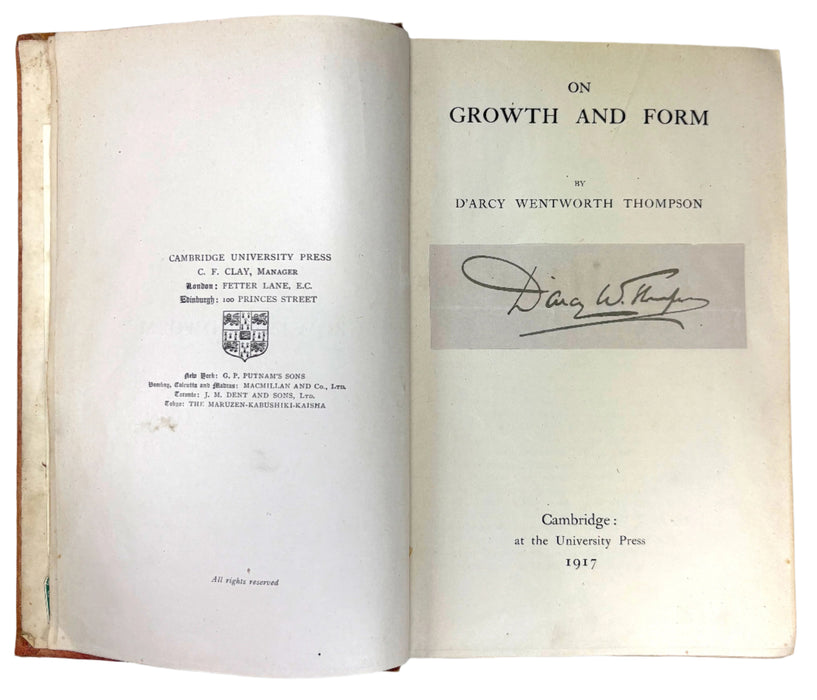 CAMBRIDGE UNIVERSITY PRESS
C. F. CLAY, MANAGER
London: FETTER LANE, E.C.
Edinburgh: 100 PRINCES STREET
New York: G. P. PUTNAM'S SONS
Bombay, Calcutta and Madras: MACMILLAN AND Co., LTD.
Toronto: J. M. DENT AND SONS, LTD.
Tokyo: THE MARUZEN-KABUSHIKI-KAISHA
All rights reserved
ON
GROWTH AND FORM
BY
D'ARCY WENTWORTH THOMPSON
D'Arcy W. Thompson
Cambridge:
at the University Press
1917